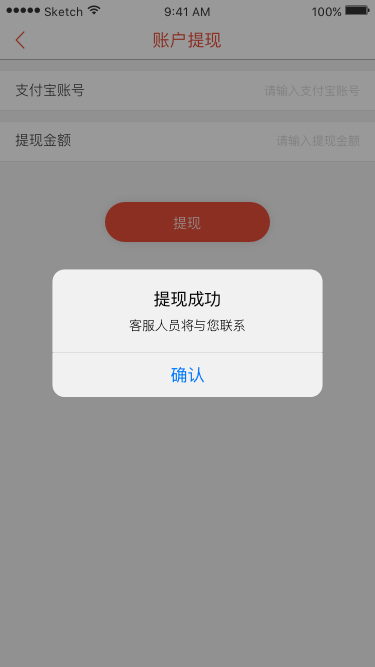 Sketch 9:41 AM 100%
账户提现
支付宝账号 请输入支付宝账号
提现金额 请输入提现金额
提现
提现成功
客服人员将与您联系
确认